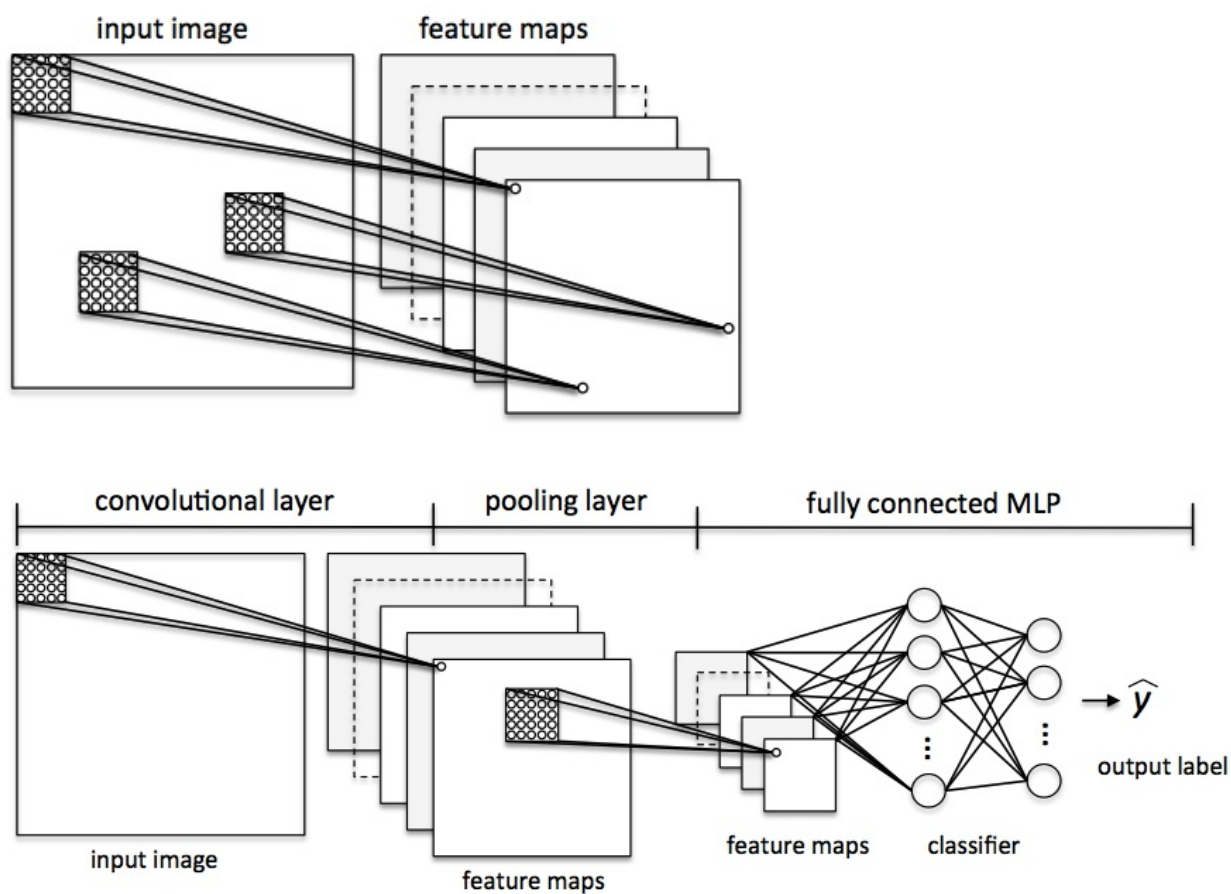 input image
feature maps
convolutional layer
pooling layer
fully connected MLP
ŷ
output label
input image
feature maps
feature maps
classifier